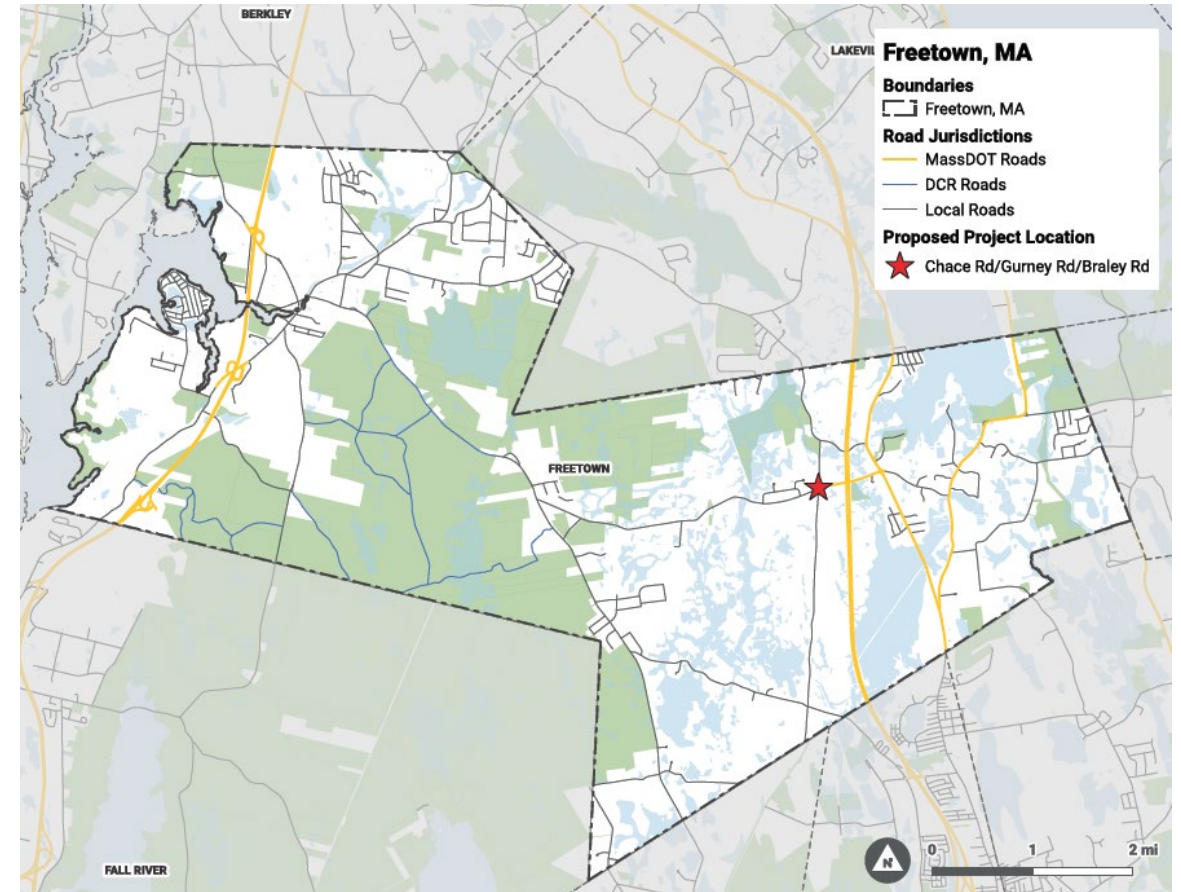 BERKLEY
LAKEVIL
Freetown, MA
Boundaries
Freetown, MA
Road Jurisdictions
MassDOT Roads
DCR Roads
Local Roads
Proposed Project Location
Chace Rd/Gurney Rd/Braley Rd
FREETOWN
FALL RIVER
N
0 1 2 mi